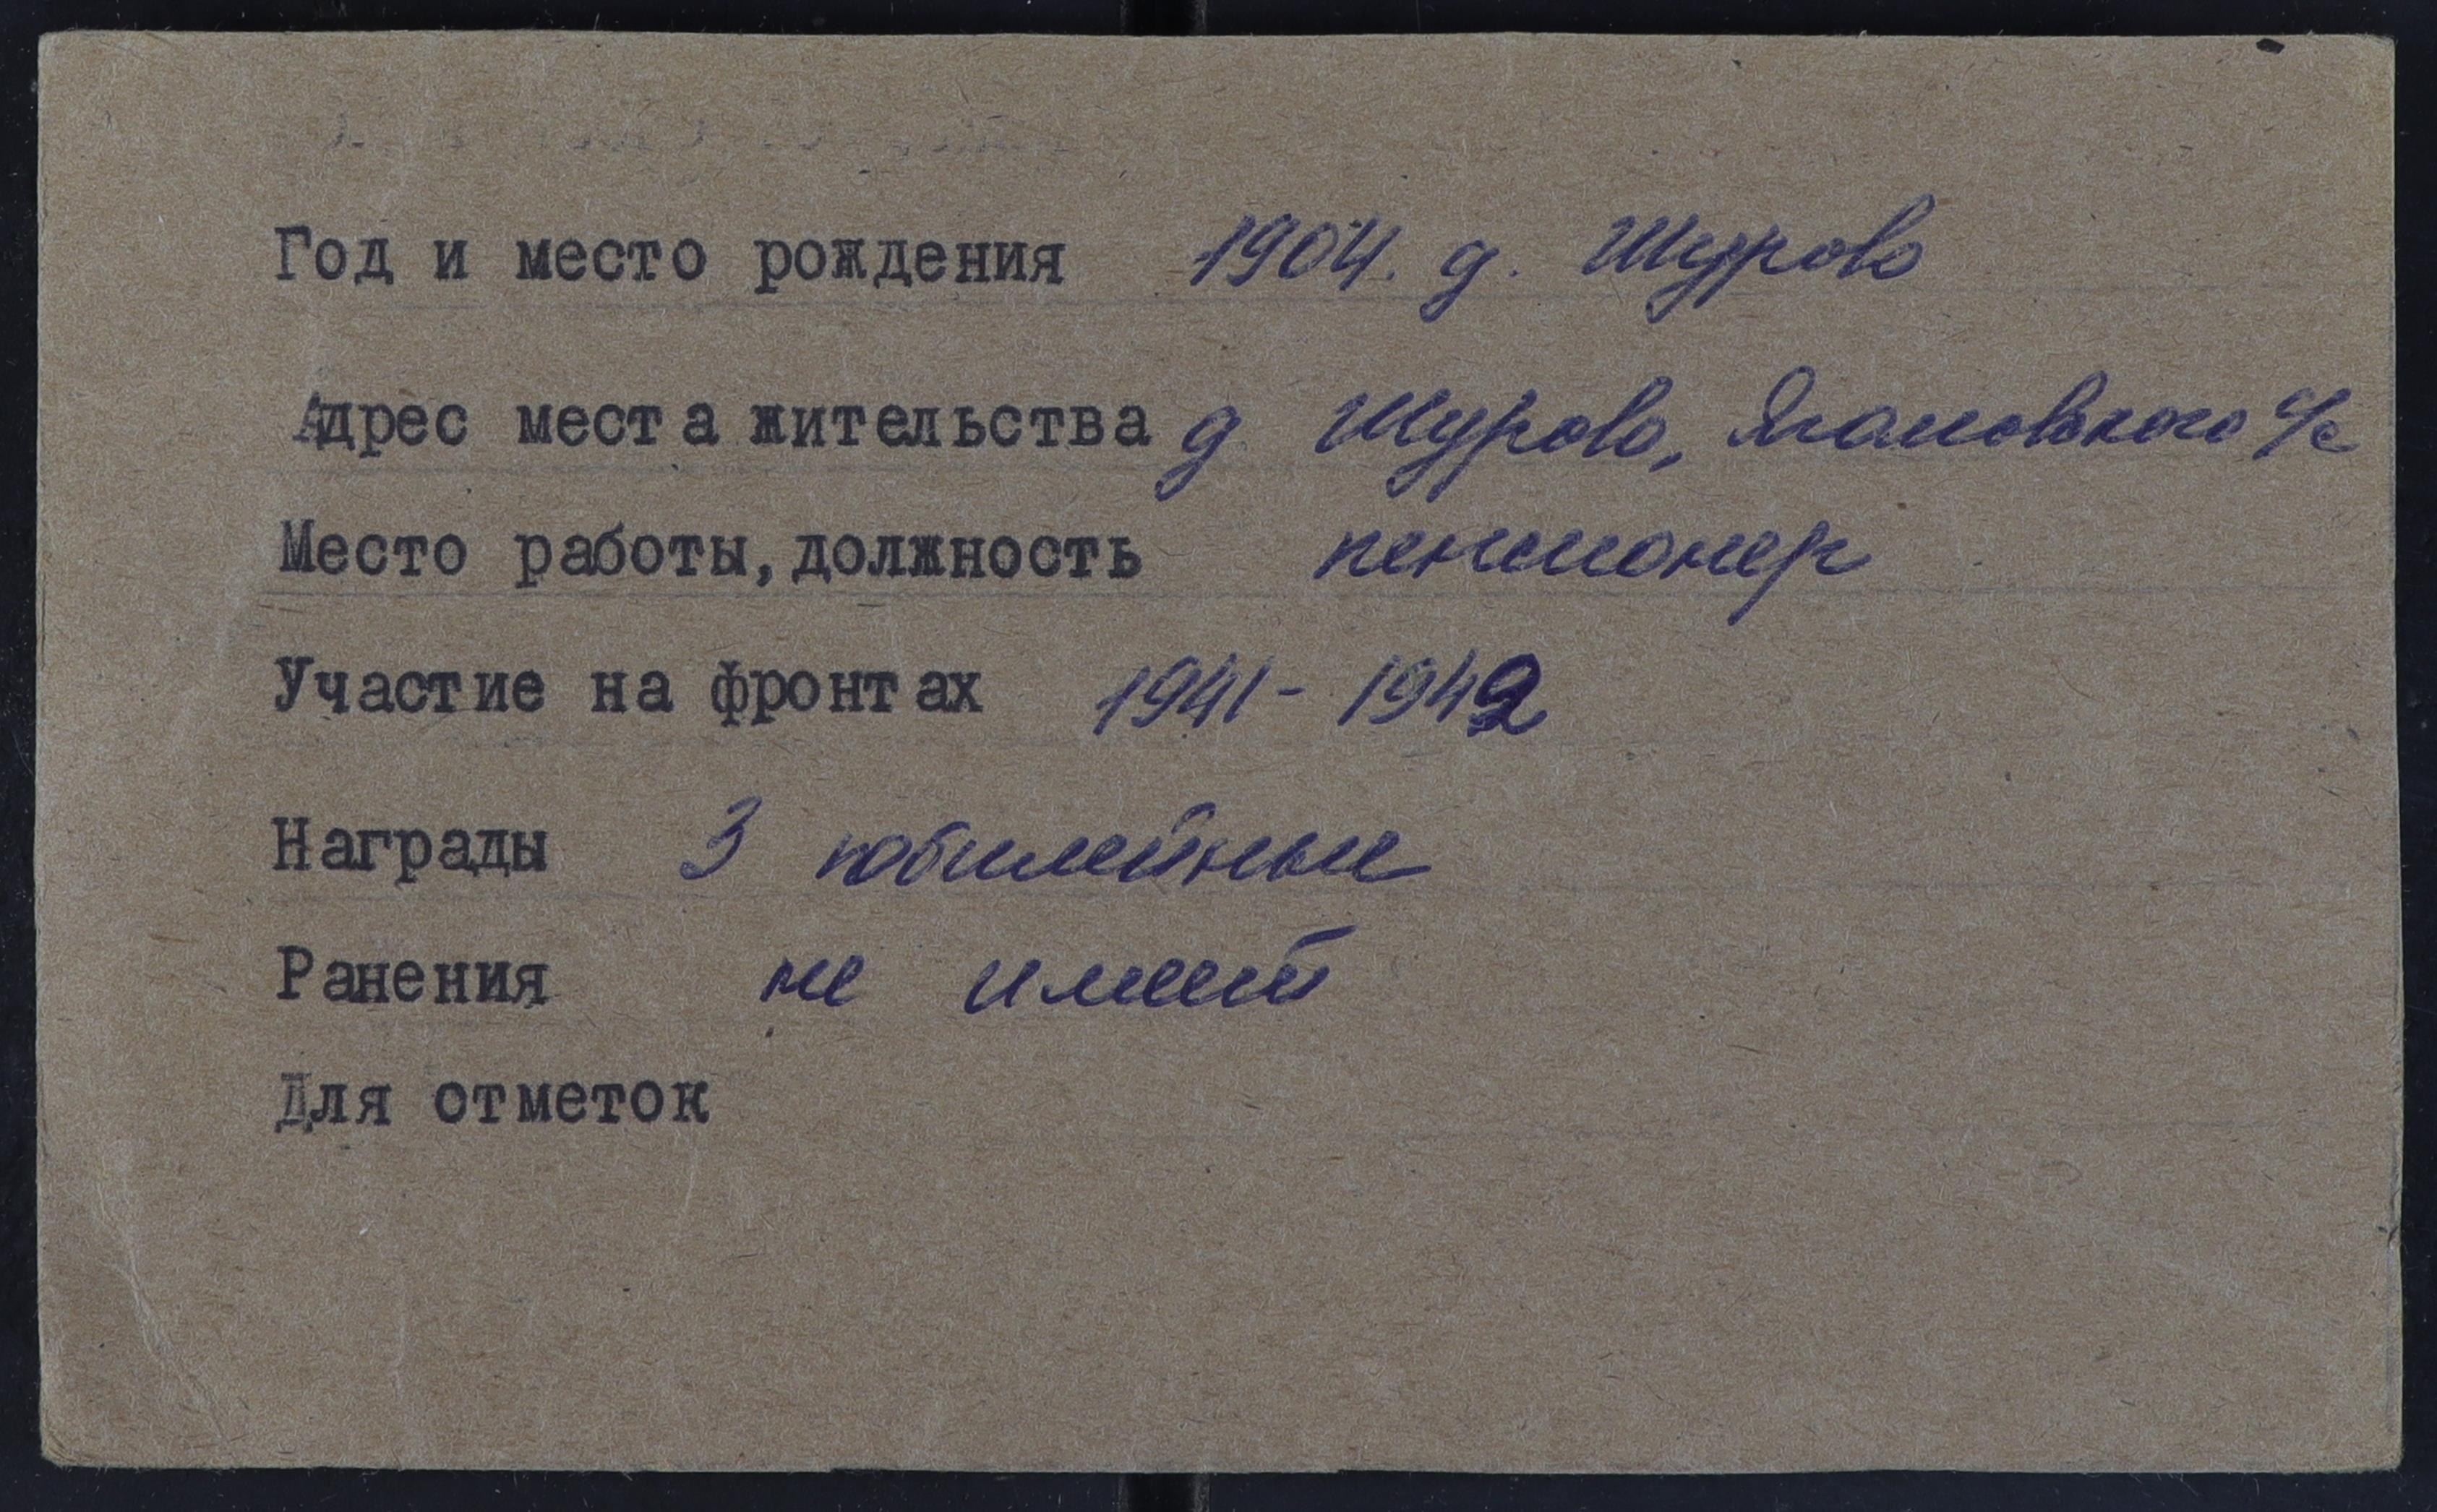 Год и место рождения 1904. д. Шурово
Адрес места жительства д Шурово, Ягановского с/с
Место работы, должность пенсионер
Участие на фронтах 1941-1942
Награды 3 юбилейные
Ранения не имеет
Для отметок